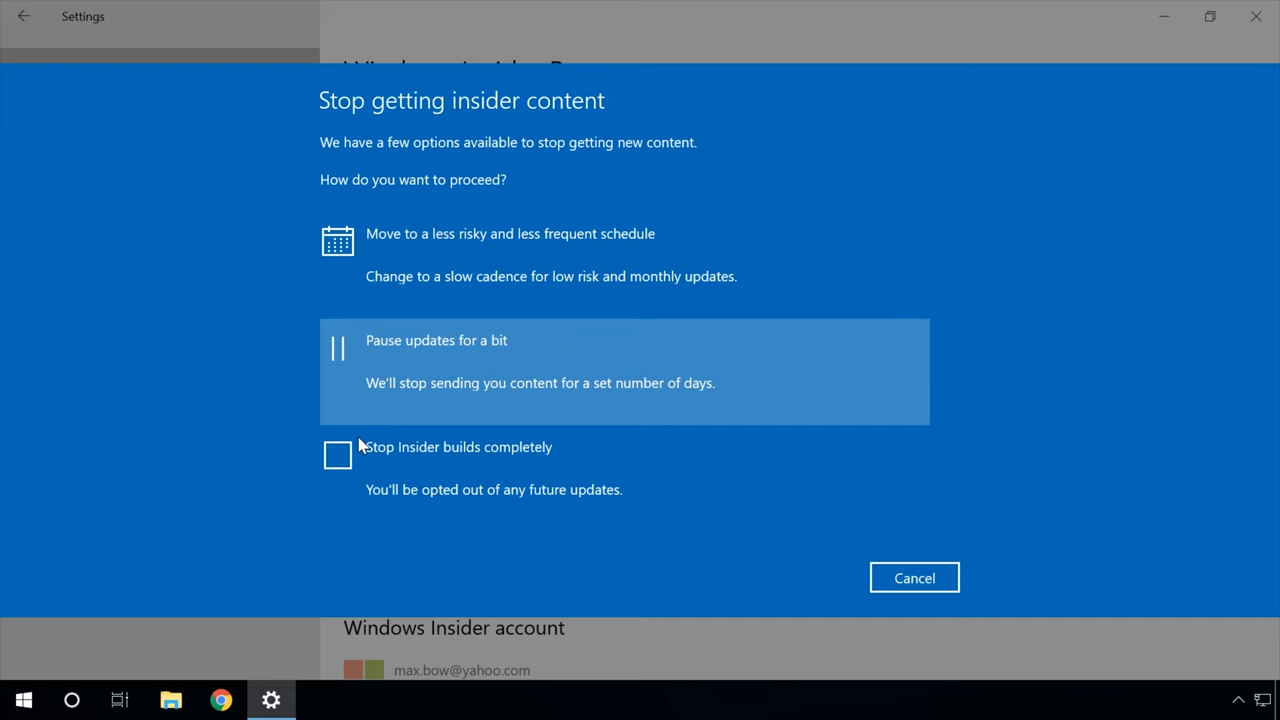 Settings
Stop getting insider content
We have a few options available to stop getting new content.
How do you want to proceed?
Move to a less risky and less frequent schedule
Change to a slow cadence for low risk and monthly updates.
Pause updates for a bit
We'll stop sending you content for a set number of days.
Stop Insider builds completely
You'll be opted out of any future updates.
Cancel
Windows Insider account
max.bow@yahoo.com